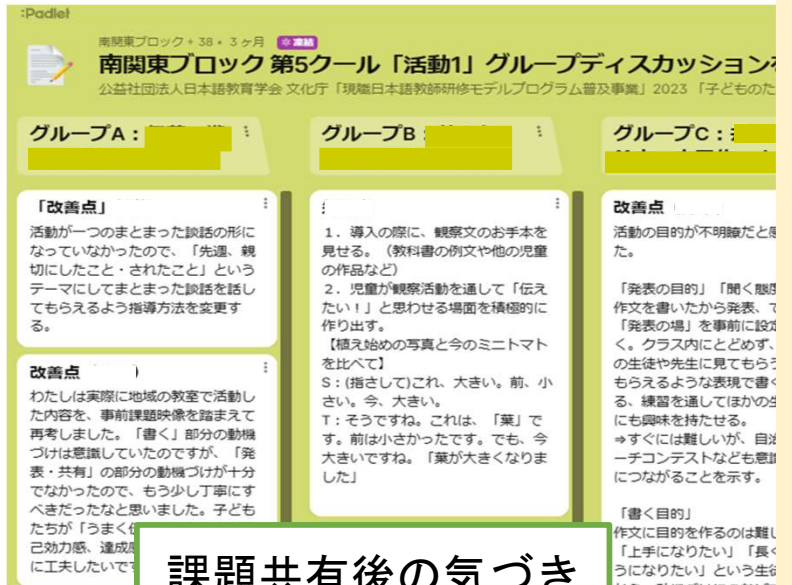 :Padlet
南関東ブロック + 38 • 3 ヶ月 凍結
南関東ブロック 第5クール「活動1」グループディスカッション
公益社団法人日本語教育学会 文化庁「現職日本語教師研修モデルプログラム普及事業」2023 「子どものた
グループA：
グループB：
グループC：
「改善点」
活動が一つのまとまった談話の形に
なっていなかったので、「先週、親
切にしたこと・されたこと」という
テーマにしてまとまった談話を話し
てもらえるよう指導方法を変更す
る。
改善点
わたしは実際に地域の教室で活動し
た内容を、事前課題映像を踏まえて
再考しました。「書く」部分の動機
づけは意識していたのですが、「発
表・共有」の部分の動機づけが十分
でなかったので、もう少し丁寧にす
べきだったなと思いました。子ども
たちが「うまく
己効力感、達成
に工夫したいで
1．導入の際に、観察文のお手本を
見せる。（教科書の例文や他の児童
の作品など）
2．児童が観察活動を通して「伝え
たい！」と思わせる場面を積極的に
作り出す。
【植え始めの写真と今のミニトマト
を比べて】
S：(指さして)これ、大きい。前、小
さい。今、大きい。
T：そうですね。これは、「葉」で
す。前は小さかったです。でも、今
大きいですね。「葉が大きくなりま
した」
改善点
活動の目的が不明瞭だと
た。
「発表の目的」「聞く態度
作文を書いたから発表、
「発表の場」を事前に設定
く。クラス内にとどめず、
の生徒や先生に見てもらう
もらえるような表現で書く
る、練習を通してほかの生
にも興味を持たせる。
⇒すぐには難しいが、自治
ーチコンテストなども意識
につながることを示す。
「書く目的」
作文に目的を作るのは難し
「上手になりたい」「長く
うになりたい」という生徒
課題共有後の気づき